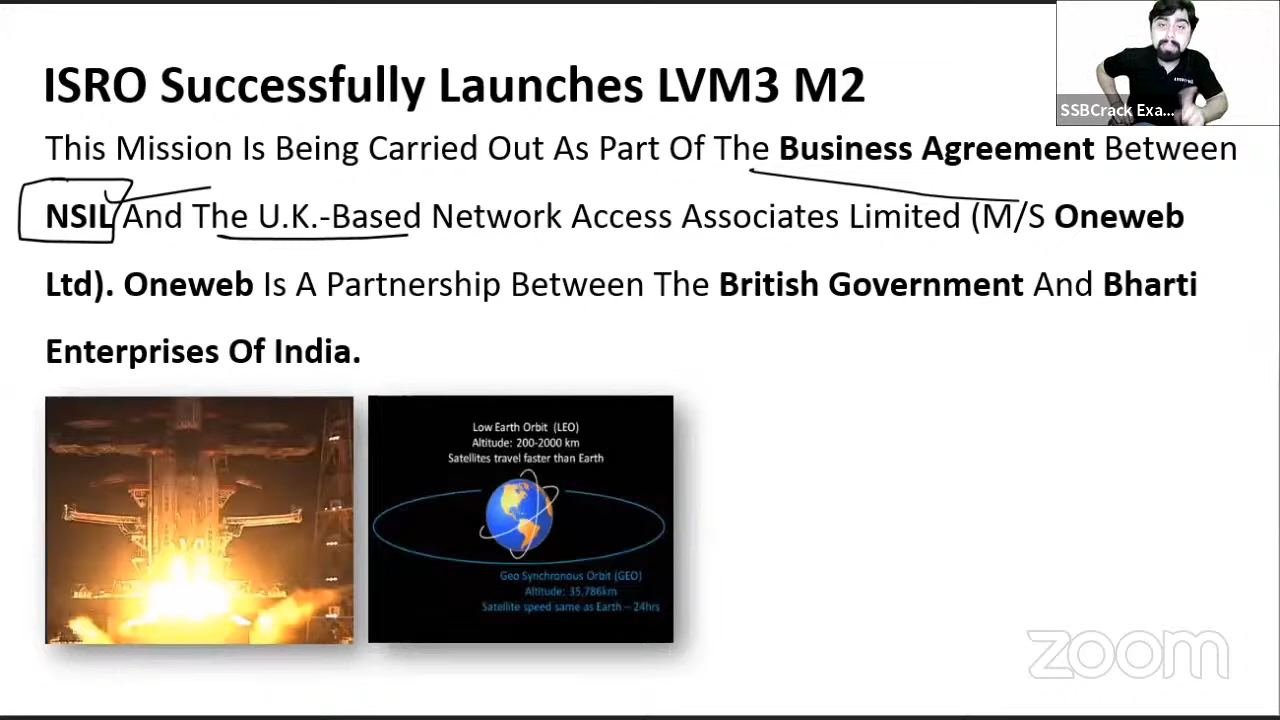 ISRO Successfully Launches LVM3 M2
SSBCrack Exa...
This Mission Is Being Carried Out As Part Of The Business Agreement Between
NSIL And The U.K.-Based Network Access Associates Limited (M/S Oneweb
Ltd). Oneweb Is A Partnership Between The British Government And Bharti
Enterprises Of India.
Low Earth Orbit (LEO)
Altitude: 200-2000 km
Satellites travel faster than Earth
Geo Synchronous Orbit (GEO)
Altitude: 35,786km
Satellite speed same as Earth – 24hrs
zoom